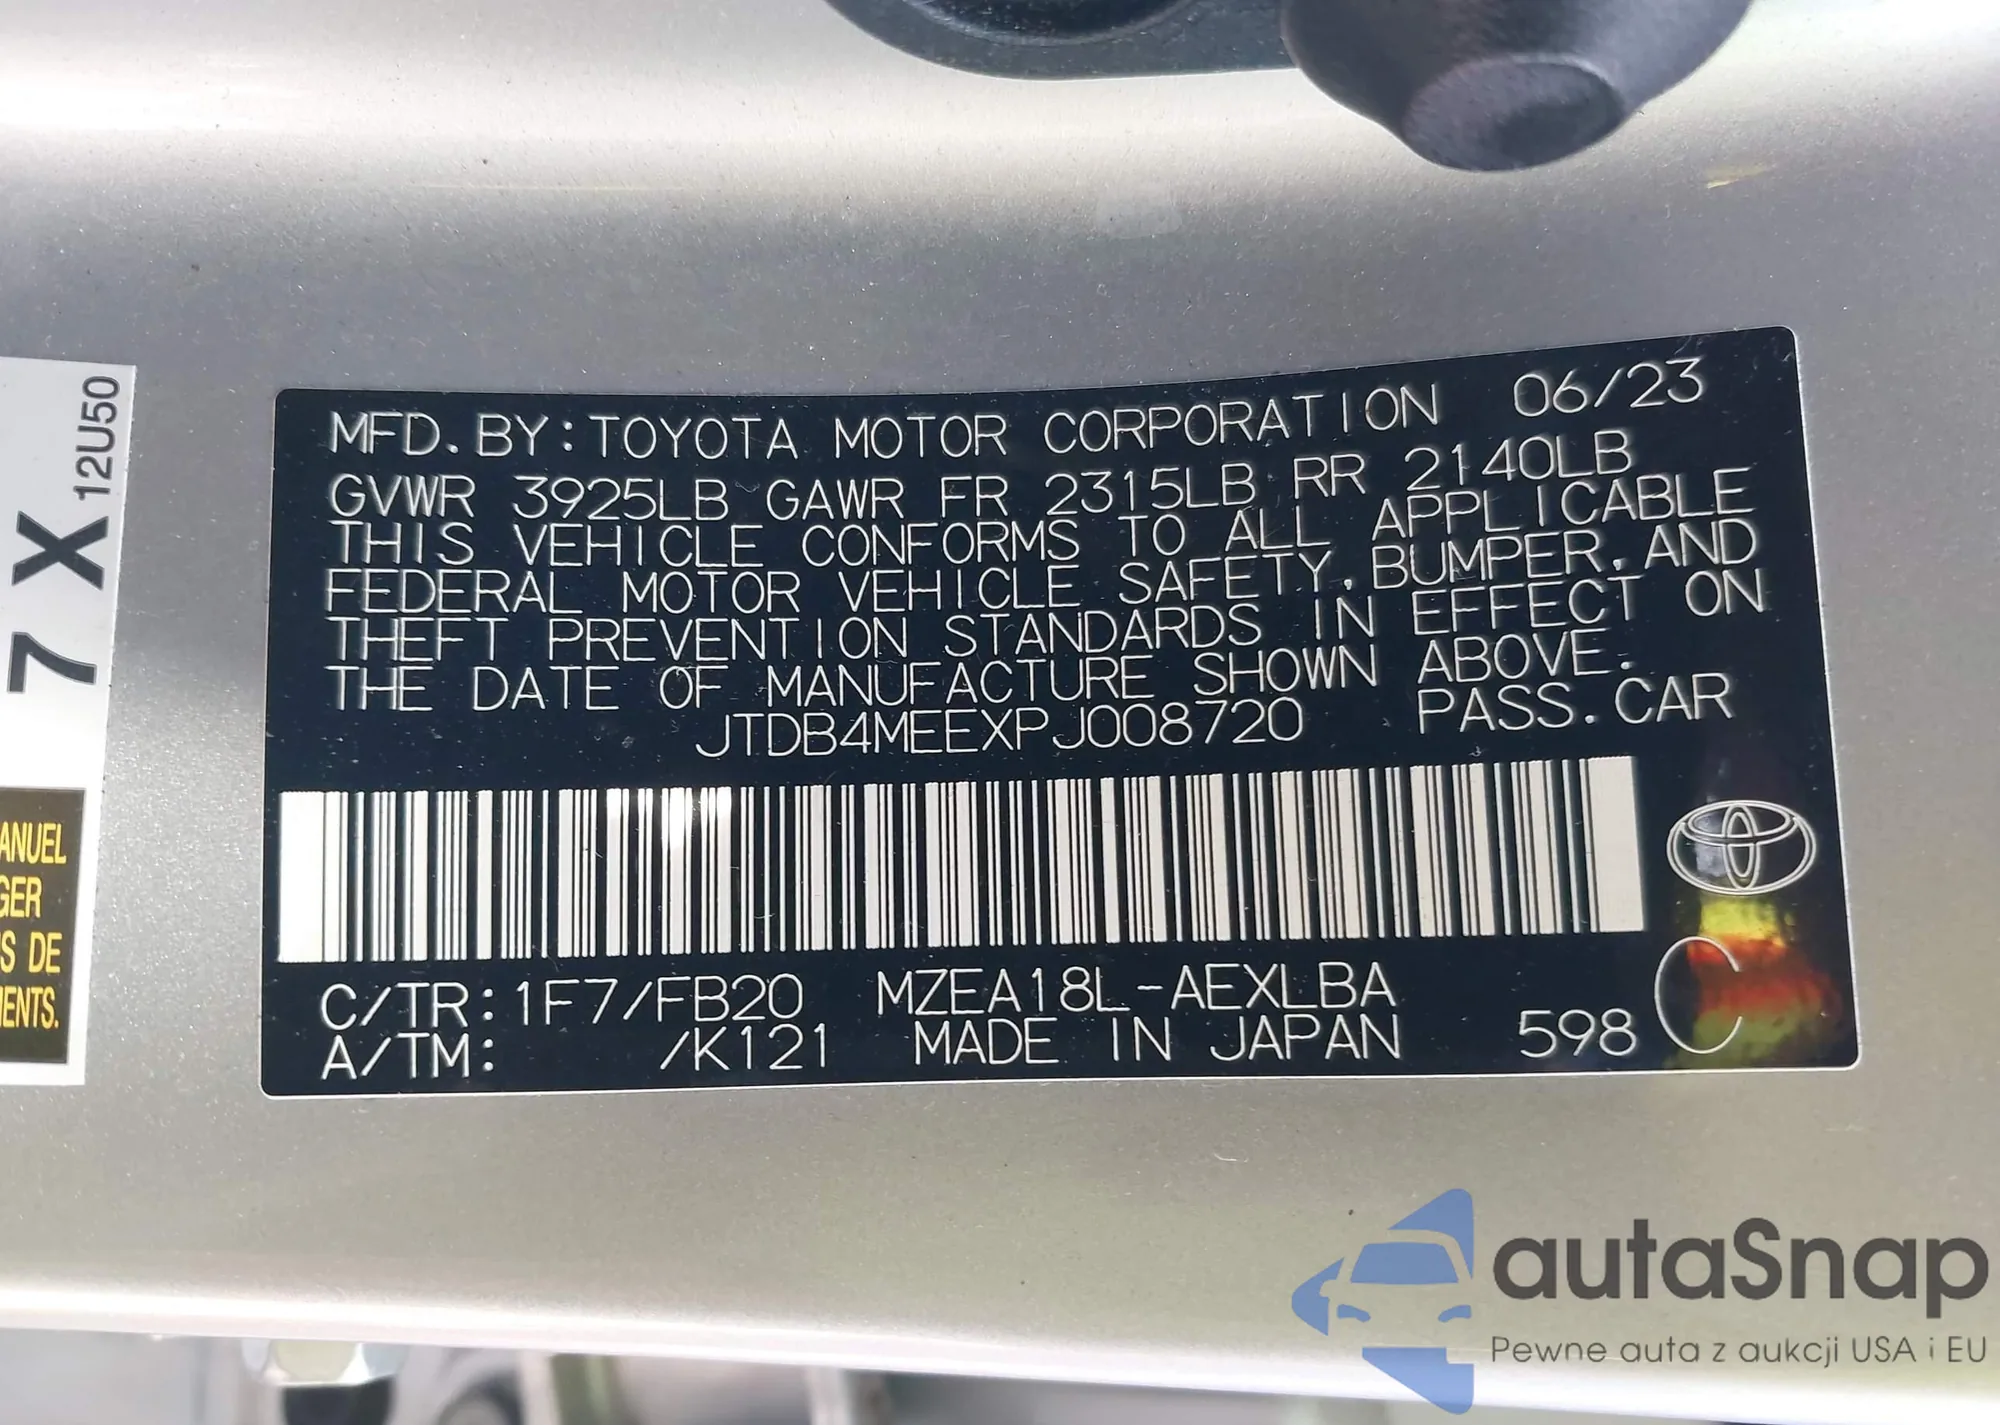 MFD. BY: TOYOTA MOTOR CORPORATION 06/23
GVWR 3925LB GAWR FR 2315LB RR 2140LB
THIS VEHICLE CONFORMS TO ALL APPLICABLE
FEDERAL MOTOR VEHICLE SAFETY, BUMPER, AND
THEFT PREVENTION STANDARDS IN EFFECT ON
THE DATE OF MANUFACTURE SHOWN ABOVE.
JTDB4MEEXPJ008720 PASS. CAR
C/TR: 1F7/FB20 MZEA18L-AEXLBA
A/TM: /K121 MADE IN JAPAN 598 C
7 X 12U50
ANUEL
GER
S DE
ENTS.
autaSnap
Pewne auta z aukcji USA i EU